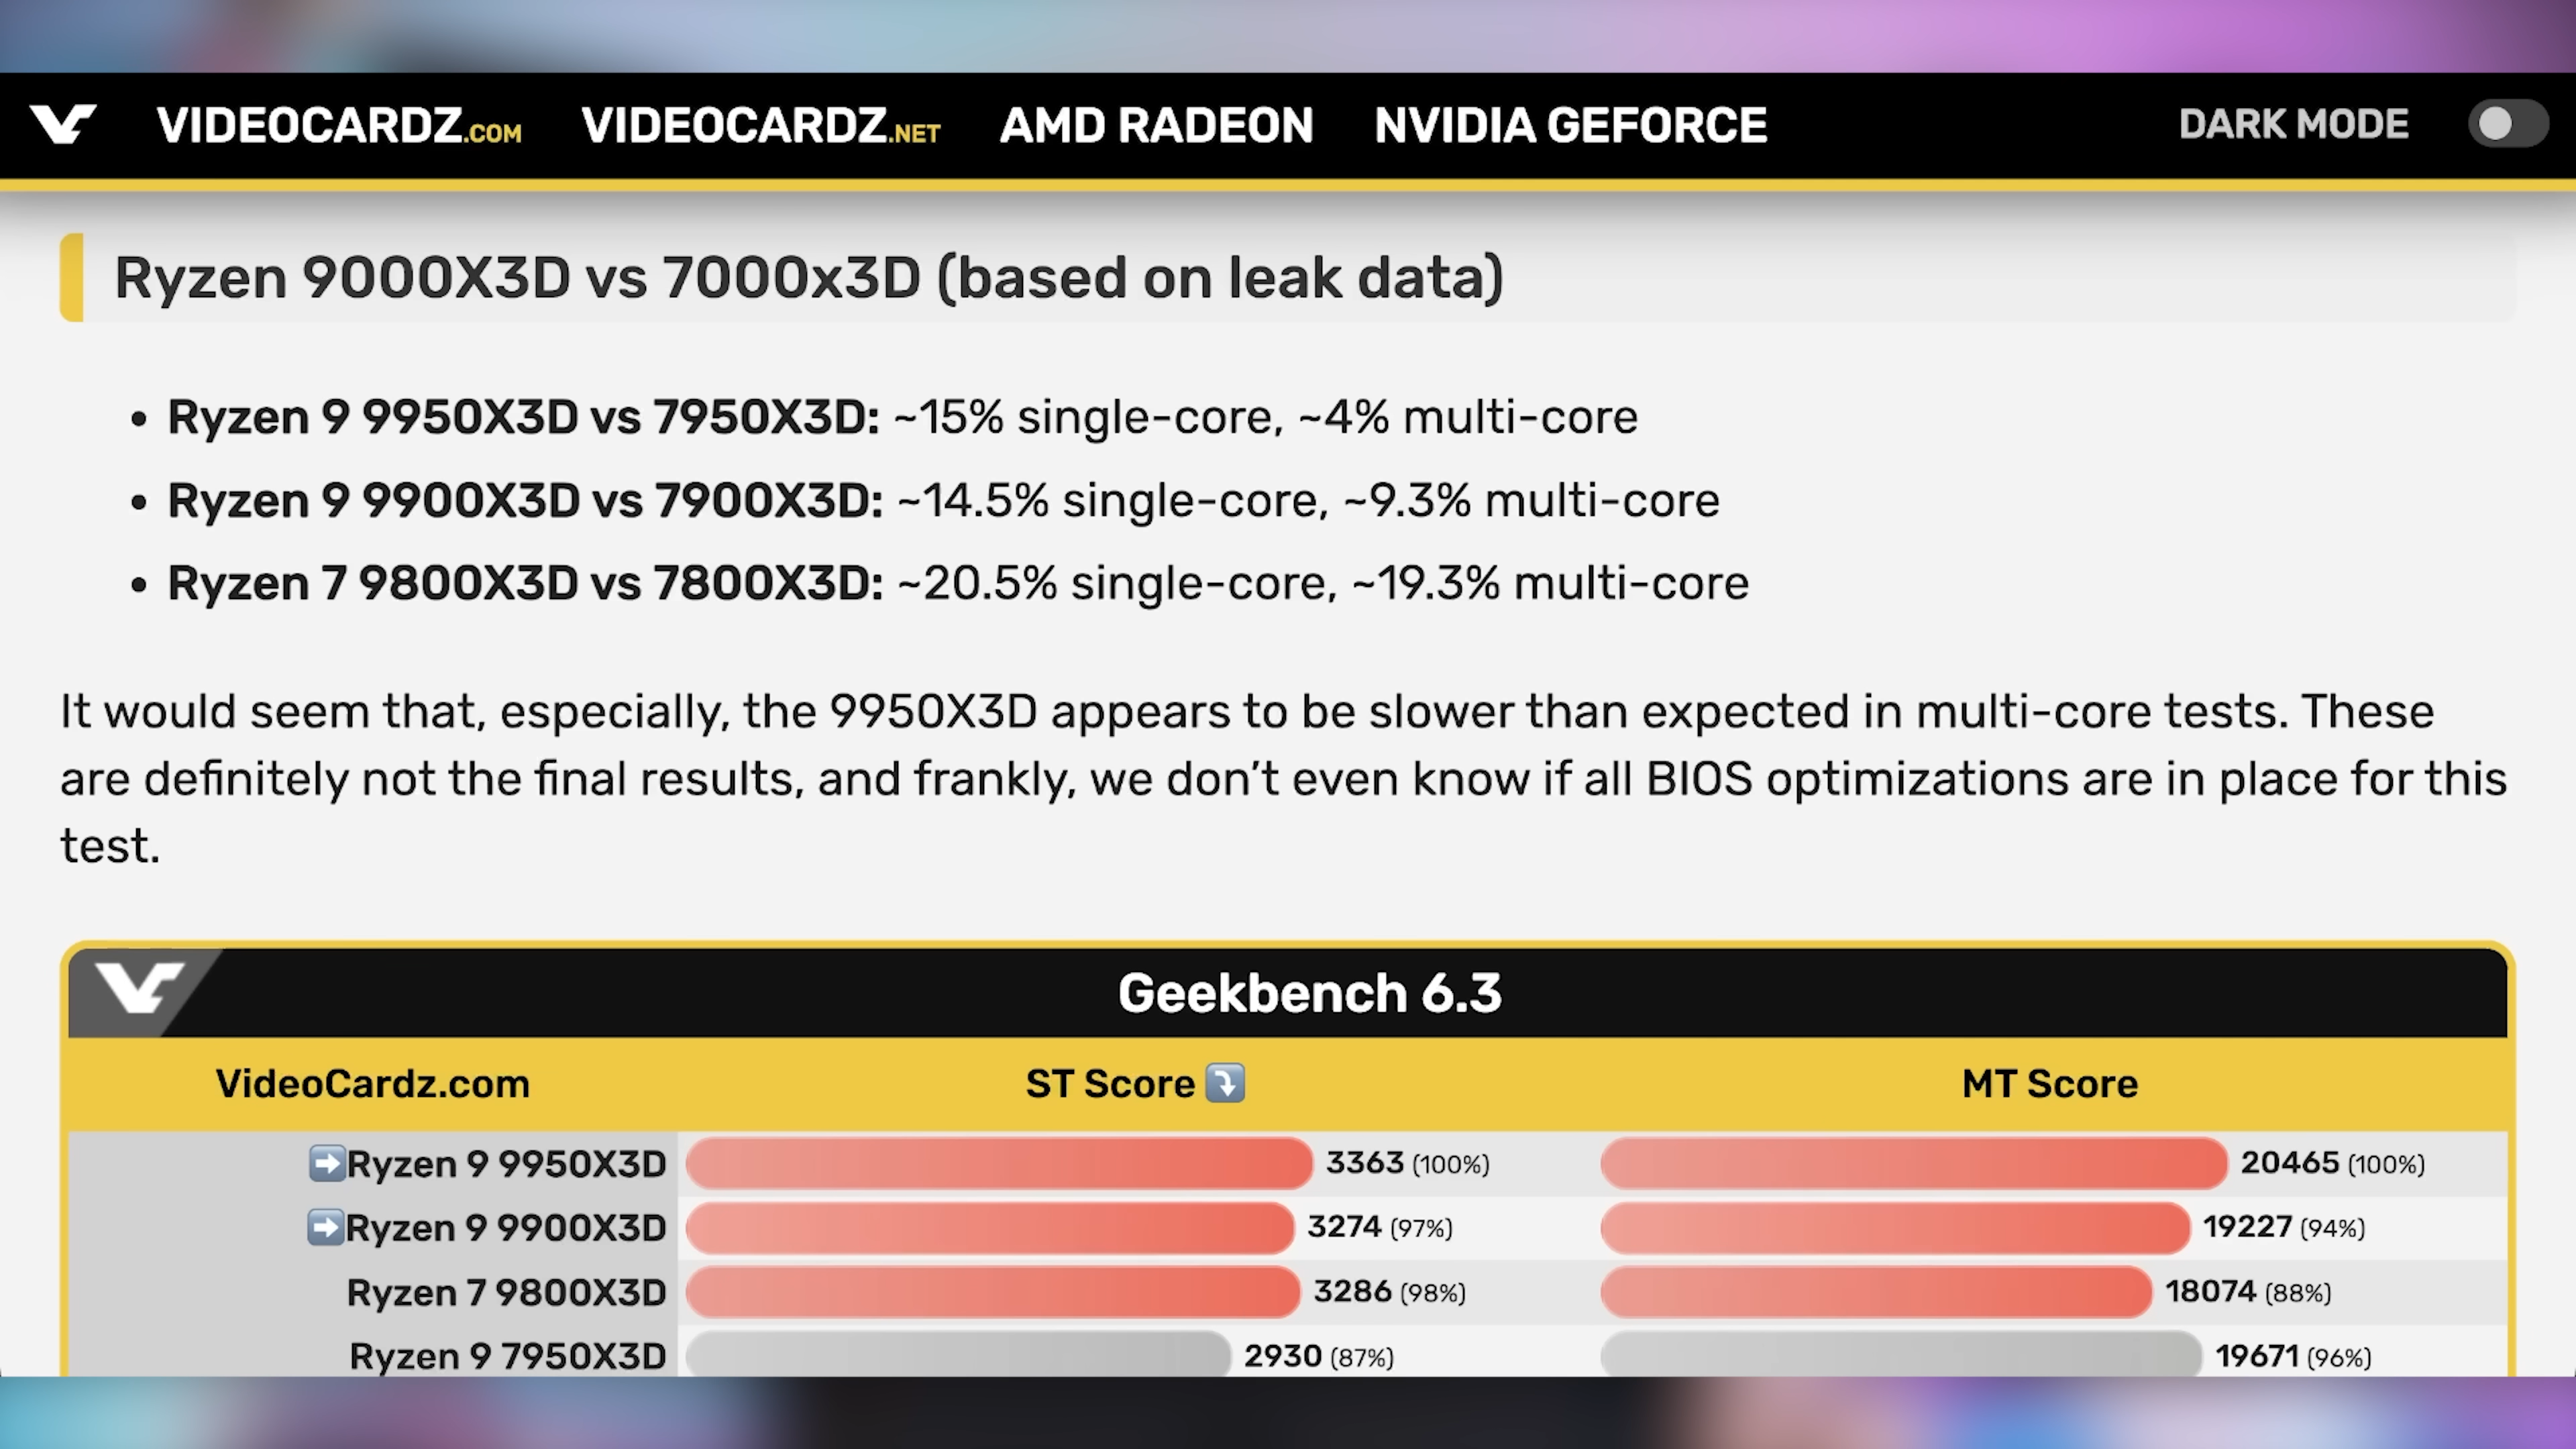 VIDEOCARDZ.COM VIDEOCARDZ.NET AMD RADEON NVIDIA GEFORCE DARK MODE
Ryzen 9000X3D vs 7000x3D (based on leak data)
• Ryzen 9 9950X3D vs 7950X3D: ~15% single-core, ~4% multi-core
• Ryzen 9 9900X3D vs 7900X3D: ~14.5% single-core, ~9.3% multi-core
• Ryzen 7 9800X3D vs 7800X3D: ~20.5% single-core, ~19.3% multi-core
It would seem that, especially, the 9950X3D appears to be slower than expected in multi-core tests. These
are definitely not the final results, and frankly, we don't even know if all BIOS optimizations are in place for this
test.
Geekbench 6.3
VideoCardz.com ST Score ⤵️ MT Score
➡️Ryzen 9 9950X3D 3363 (100%) 20465 (100%)
➡️Ryzen 9 9900X3D 3274 (97%) 19227 (94%)
Ryzen 7 9800X3D 3286 (98%) 18074 (88%)
Ryzen 9 7950X3D 2930 (87%) 19671 (96%)